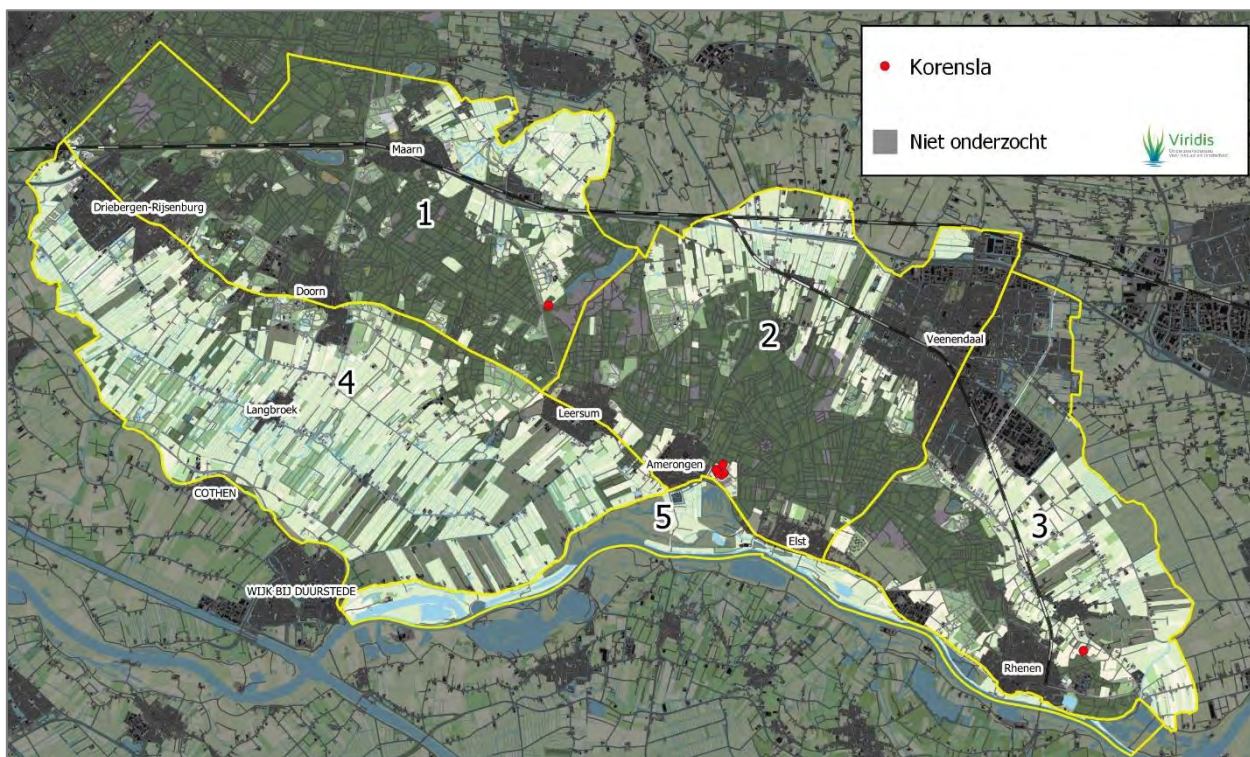 Korensla
Niet onderzocht
Viridis
Maarn
1
Driebergen-Rijsenburg
Doorn
2
Veenendaal
4
Langbroek
Leersum
Amerongen
COTHEN
5
3
Elst
WIJK BIJ DUURSTEDE
Rhenen